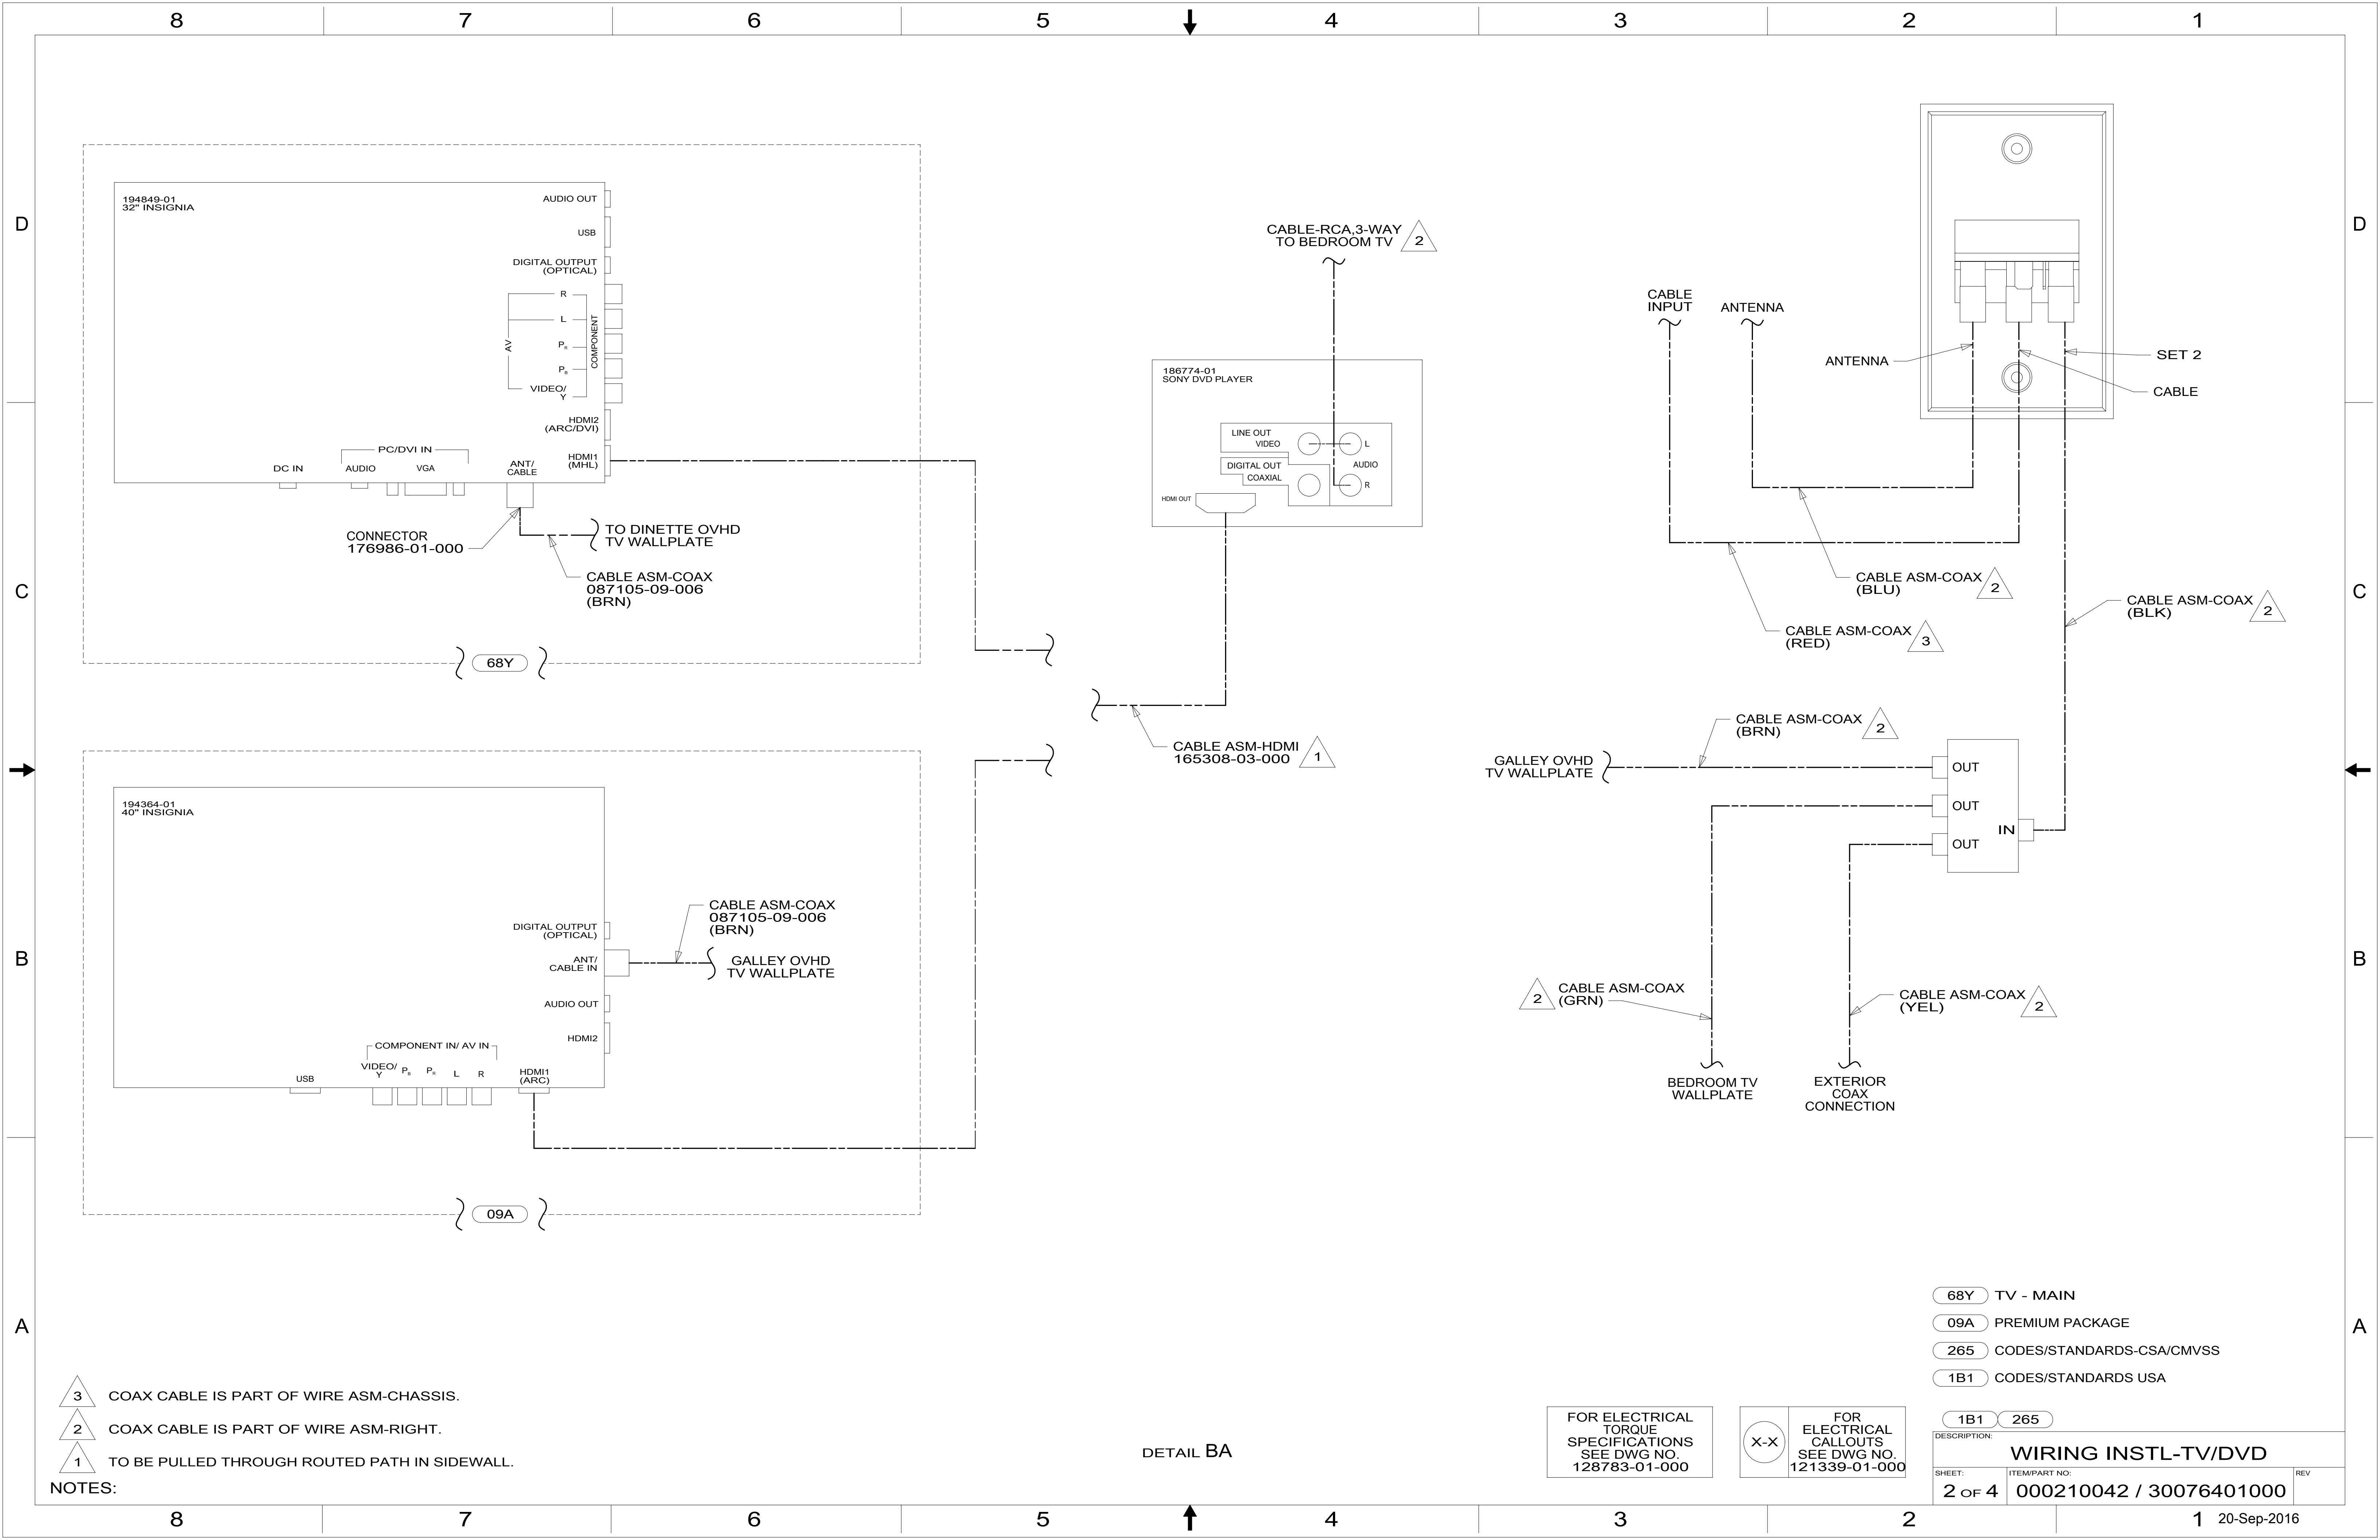 8 7 6 5 4 3 2 1
D
C
B
A
D
C
B
A
194849-01
32" INSIGNIA
AUDIO OUT
USB
DIGITAL OUTPUT
(OPTICAL)
R
L
PR
PB
VIDEO/
Y
AV
COMPONENT
HDMI2
(ARC/DVI)
HDMI1
(MHL)
PC/DVI IN
DC IN
AUDIO
VGA
ANT/
CABLE
CONNECTOR
176986-01-000
TO DINETTE OVHD
TV WALLPLATE
CABLE ASM-COAX
087105-09-006
(BRN)
68Y
194364-01
40" INSIGNIA
DIGITAL OUTPUT
(OPTICAL)
ANT/
CABLE IN
AUDIO OUT
HDMI2
COMPONENT IN/ AV IN
USB
VIDEO/
Y
PB
PR
L
R
HDMI1
(ARC)
CABLE ASM-COAX
087105-09-006
(BRN)
GALLEY OVHD
TV WALLPLATE
09A
CABLE-RCA,3-WAY
TO BEDROOM TV
2
186774-01
SONY DVD PLAYER
LINE OUT
VIDEO
L
DIGITAL OUT
COAXIAL
AUDIO
R
HDMI OUT
CABLE ASM-HDMI
165308-03-000
1
CABLE
INPUT
ANTENNA
ANTENNA
SET 2
CABLE
CABLE ASM-COAX
(BLU)
2
CABLE ASM-COAX
(RED)
3
CABLE ASM-COAX
(BLK)
2
CABLE ASM-COAX
(BRN)
2
GALLEY OVHD
TV WALLPLATE
OUT
OUT
OUT
IN
2
CABLE ASM-COAX
(GRN)
CABLE ASM-COAX
(YEL)
2
BEDROOM TV
WALLPLATE
EXTERIOR
COAX
CONNECTION
68Y TV - MAIN
09A PREMIUM PACKAGE
265 CODES/STANDARDS-CSA/CMVSS
1B1 CODES/STANDARDS USA
3 COAX CABLE IS PART OF WIRE ASM-CHASSIS.
2 COAX CABLE IS PART OF WIRE ASM-RIGHT.
1 TO BE PULLED THROUGH ROUTED PATH IN SIDEWALL.
NOTES:
DETAIL BA
FOR ELECTRICAL
TORQUE
SPECIFICATIONS
SEE DWG NO.
128783-01-000
X-X
FOR
ELECTRICAL
CALLOUTS
SEE DWG NO.
121339-01-000
1B1 265
DESCRIPTION:
WIRING INSTL-TV/DVD
SHEET:
2 OF 4
ITEM/PART NO:
000210042 / 30076401000
REV
8 7 6 5 4 3 2 1
20-Sep-2016